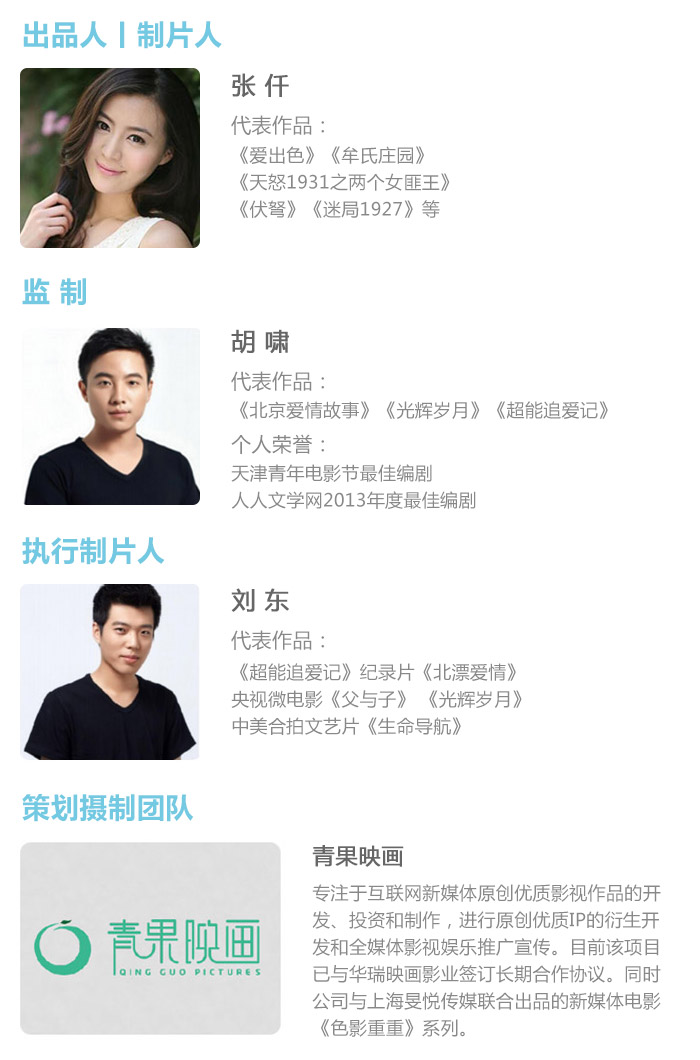 出品人丨制片人
张 仟
代表作品：
《爱出色》《牟氏庄园》
《天怒1931之两个女匪王》
《伏弩》《迷局1927》等
监 制
胡 啸
代表作品：
《北京爱情故事》《光辉岁月》《超能追爱记》
个人荣誉：
天津青年电影节最佳编剧
人人文学网2013年度最佳编剧
执行制片人
刘 东
代表作品：
《超能追爱记》纪录片《北漂爱情》
央视微电影《父与子》 《光辉岁月》
中美合拍文艺片《生命导航》
策划摄制团队
青果映画
QING GUO PICTURES
青果映画
专注于互联网新媒体原创优质影视作品的开
发、投资和制作，进行原创优质IP的衍生开
发和全媒体影视娱乐推广宣传。目前该项目
已与华瑞映画影业签订长期合作协议。同时
公司与上海旻悦传媒联合出品的新媒体电影
《色影重重》系列。